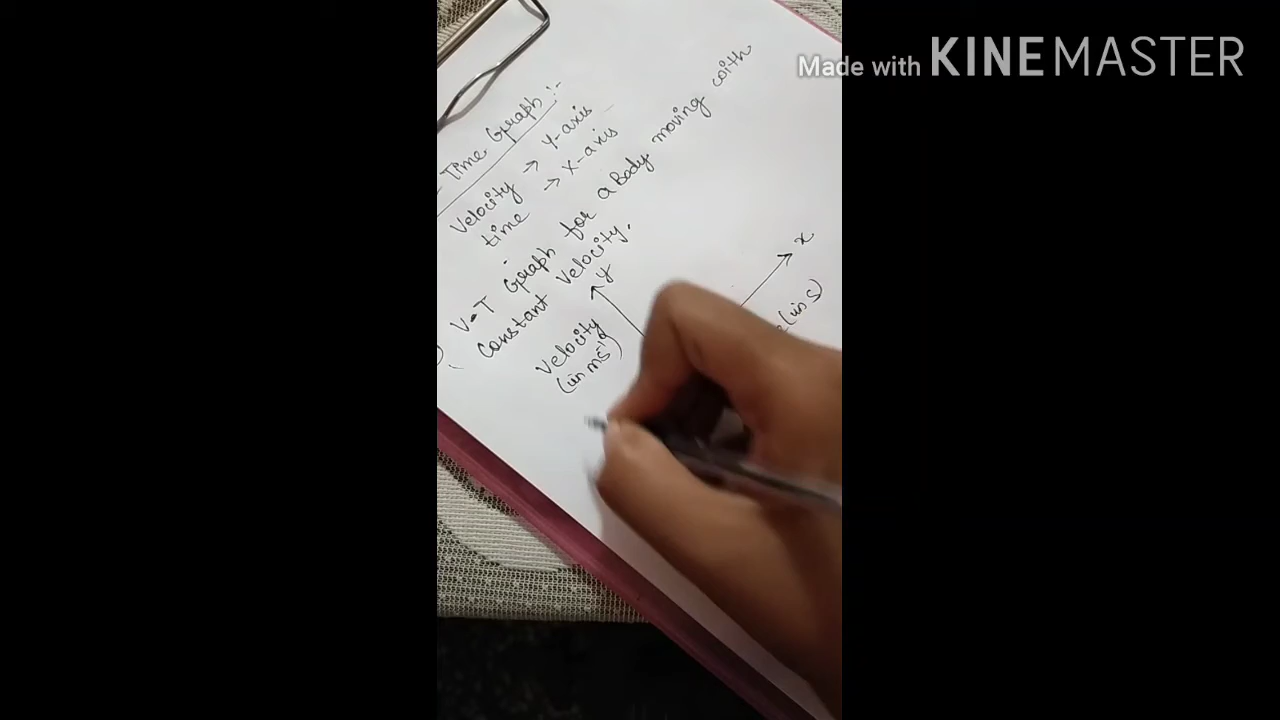 Made with KINEMASTER
Time Graph :-
Velocity → Y-axis
time → X-axis
V-T Graph for a Body moving with
Constant Velocity.
y
x
Velocity
(in ms⁻¹)
(in s)